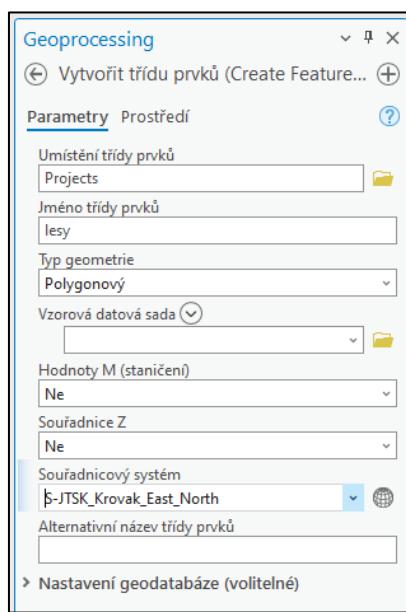 Geoprocessing
Vytvořit třídu prvků (Create Feature...
Parametry Prostředí
Umístění třídy prvků
Projects
Jméno třídy prvků
lesy
Typ geometrie
Polygonový
Vzorová datová sada
Hodnoty M (staničení)
Ne
Souřadnice Z
Ne
Souřadnicový systém
S-JTSK_Krovak_East_North
Alternativní název třídy prvků
Nastavení geodatabáze (volitelné)